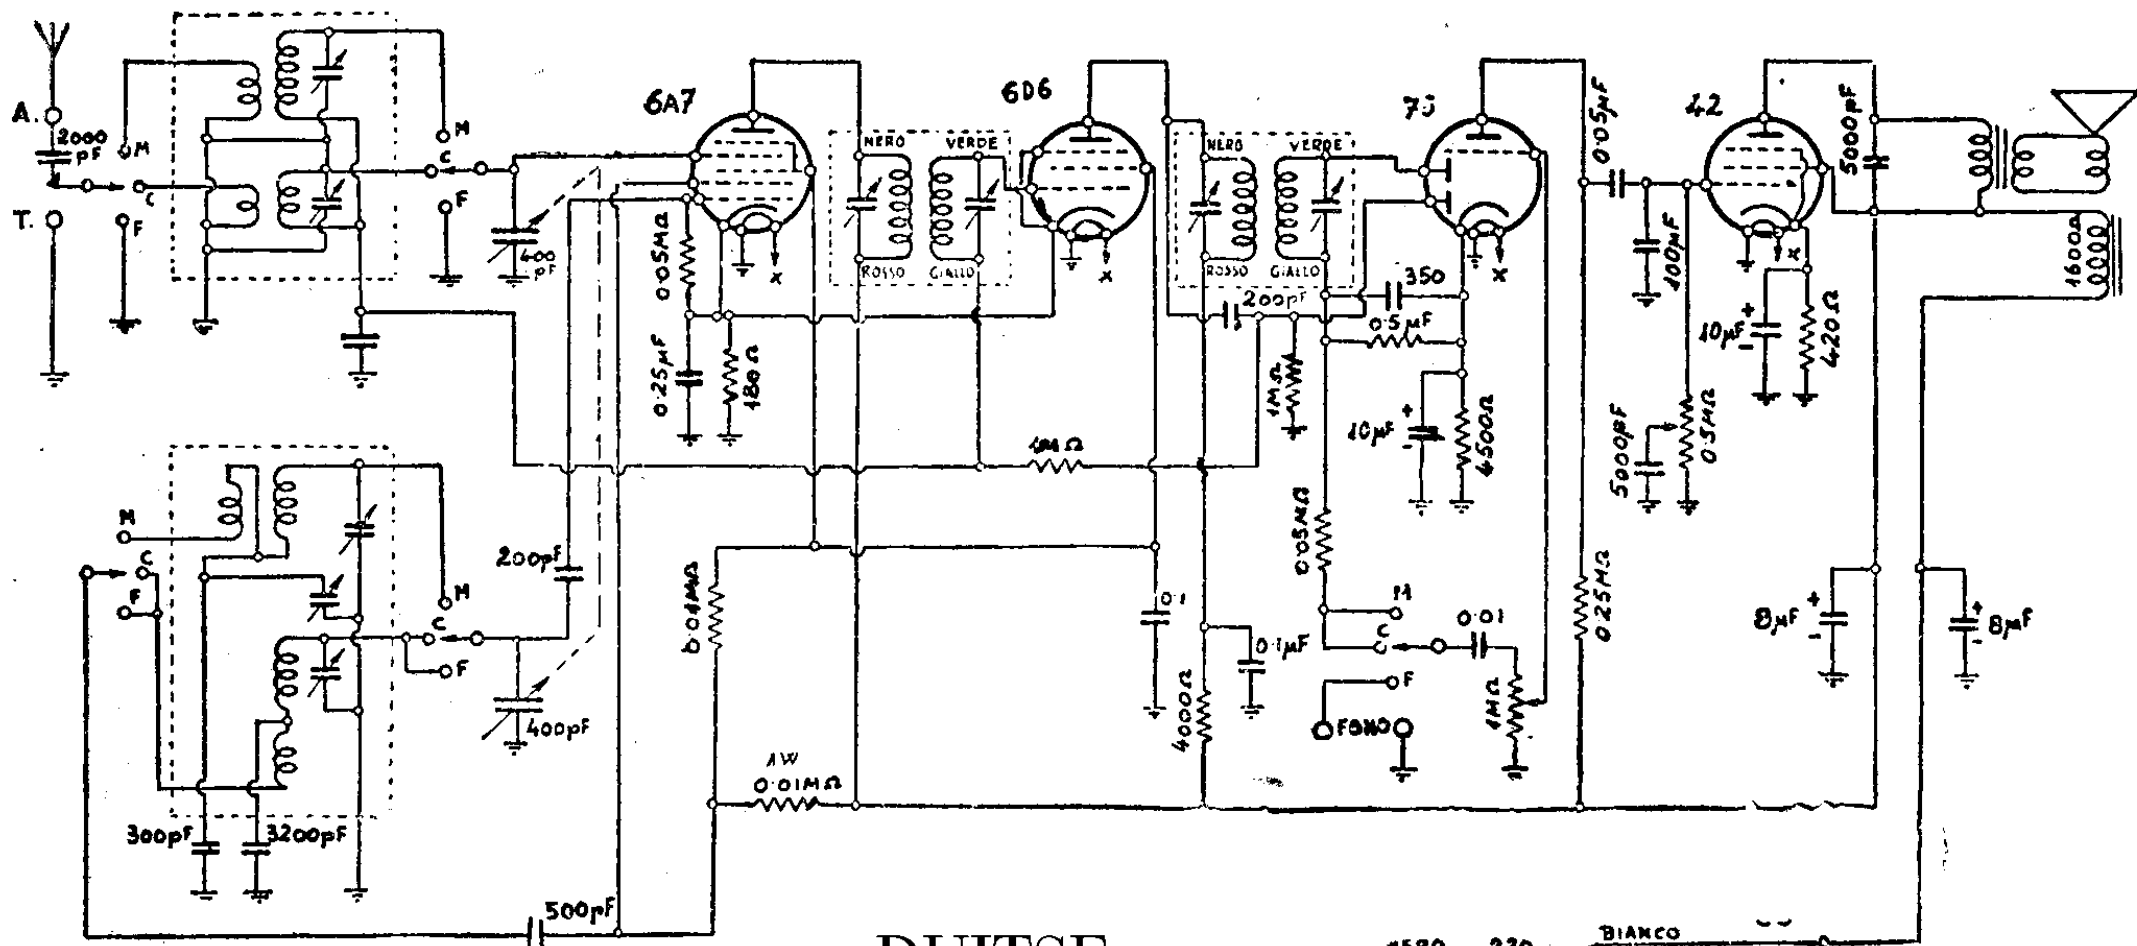 A.
2000 pF
M
C
F
T.
M
C
F
400 pF
6A7
0.05MΩ
0.25µF
180Ω
X
NERO
VERDE
ROSSO
GIALLO
6D6
X
NERO
VERDE
ROSSO
GIALLO
200pF
350
0.5µF
1MΩ
1MΩ
75
X
10µF
+
-
4500Ω
0.05µF
100µF
42
X
10µF
+
-
420Ω
5000pF
5000pF
0.5MΩ
1600Ω
M
C
F
300pF
3200pF
M
C
F
400pF
200pF
500pF
0.04MΩ
1W
0.01MΩ
0.1
4000Ω
0.1µF
0.05MΩ
M
C
F
0.01
FONO
1MΩ
0.25MΩ
8µF
+
-
8µF
+
-
BIANCO